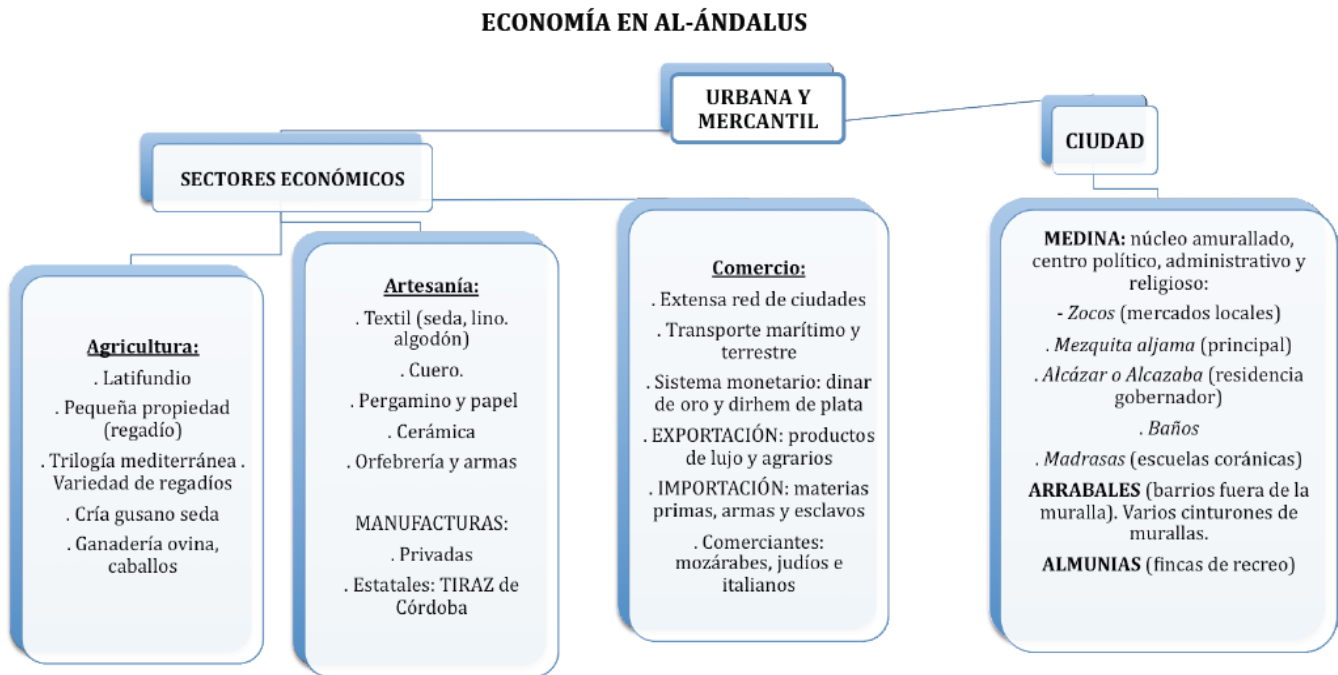 ECONOMÍA EN AL-ÁNDALUS
URBANA Y
MERCANTIL
SECTORES ECONÓMICOS
CIUDAD
Agricultura:
. Latifundio
. Pequeña propiedad
(regadío)
. Trilogía mediterránea .
Variedad de regadíos
. Cría gusano seda
. Ganadería ovina,
caballos
Artesanía:
. Textil (seda, lino.
algodón)
. Cuero.
. Pergamino y papel
. Cerámica
. Orfebrería y armas
MANUFACTURAS:
. Privadas
. Estatales: TIRAZ de
Córdoba
Comercio:
. Extensa red de ciudades
. Transporte marítimo y
terrestre
. Sistema monetario: dinar
de oro y dirhem de plata
. EXPORTACIÓN: productos
de lujo y agrarios
. IMPORTACIÓN: materias
primas, armas y esclavos
. Comerciantes:
mozárabes, judíos e
italianos
MEDINA: núcleo amurallado,
centro político, administrativo y
religioso:
- Zocos (mercados locales)
. Mezquita aljama (principal)
. Alcázár o Alcazaba (residencia
gobernador)
. Baños
. Madrasas (escuelas coránicas)
ARRABALES (barrios fuera de la
muralla). Varios cinturones de
murallas.
ALMUNIAS (fincas de recreo)